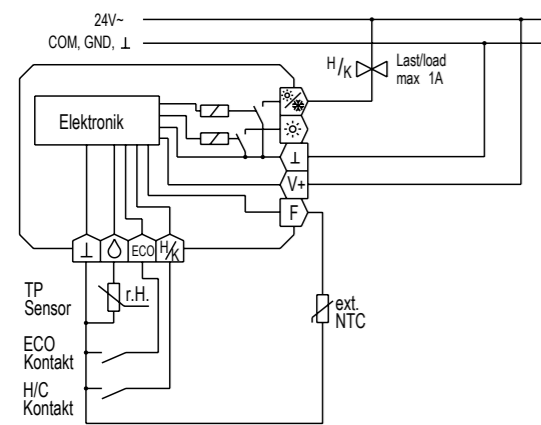 24V~
COM, GND, ⊥
H/K
Last/load
max 1A
Elektronik
⊥
V+
F
⊥
ECO
H/K
TP
Sensor
r.H.
ext.
NTC
ECO
Kontakt
H/C
Kontakt